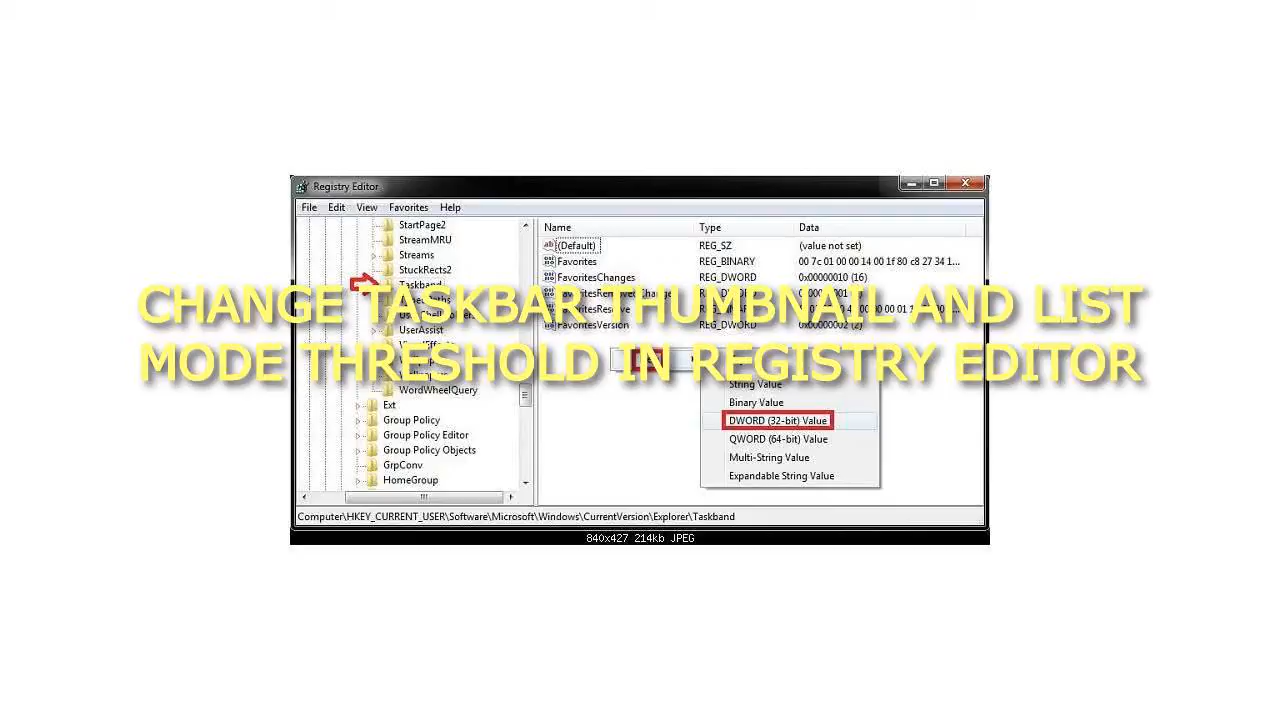 Registry Editor
File Edit View Favorites Help
StartPage2
StreamMRU
Streams
StuckRects2
Taskband
UserAssist
WordWheelQuery
Ext
Group Policy
Group Policy Editor
Group Policy Objects
GrpConv
HomeGroup
Name Type Data
ab (Default) REG_SZ (value not set)
Favorites REG_BINARY 00 7c 01 00 00 14 00 1f 80 c8 27 34 1...
FavoritesChanges REG_DWORD 0x00000010 (16)
FavoritesVersion REG_DWORD 0x00000002 (2)
CHANGE TASKBAR THUMBNAIL AND LIST
MODE THRESHOLD IN REGISTRY EDITOR
String Value
Binary Value
DWORD (32-bit) Value
QWORD (64-bit) Value
Multi-String Value
Expandable String Value
Computer\HKEY_CURRENT_USER\Software\Microsoft\Windows\CurrentVersion\Explorer\Taskband
840x427 214kb JPEG